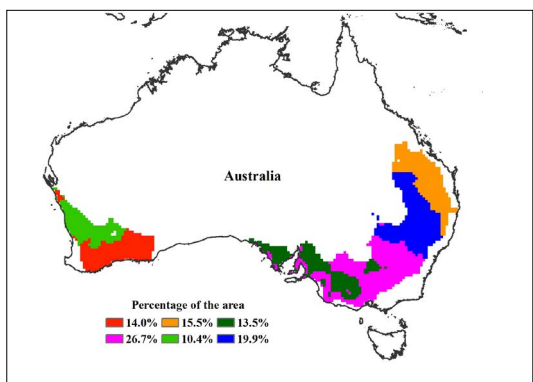 Australia
Percentage of the area
14.0% 15.5% 13.5%
26.7% 10.4% 19.9%